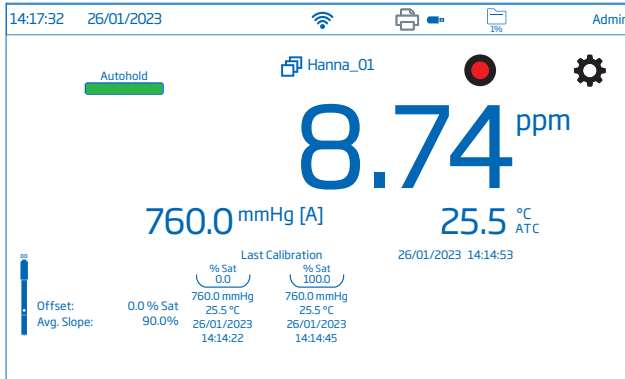 14:17:32 26/01/2023 1% Admin
Hanna_01
Autohold
8.74 ppm
760.0 mmHg [A] 25.5 °C ATC
Last Calibration 26/01/2023 14:14:53
DO
% Sat % Sat
0.0 100.0
760.0 mmHg 760.0 mmHg
Offset: 0.0 % Sat 25.5 °C 25.5 °C
Avg. Slope: 90.0% 26/01/2023 26/01/2023
14:14:22 14:14:45